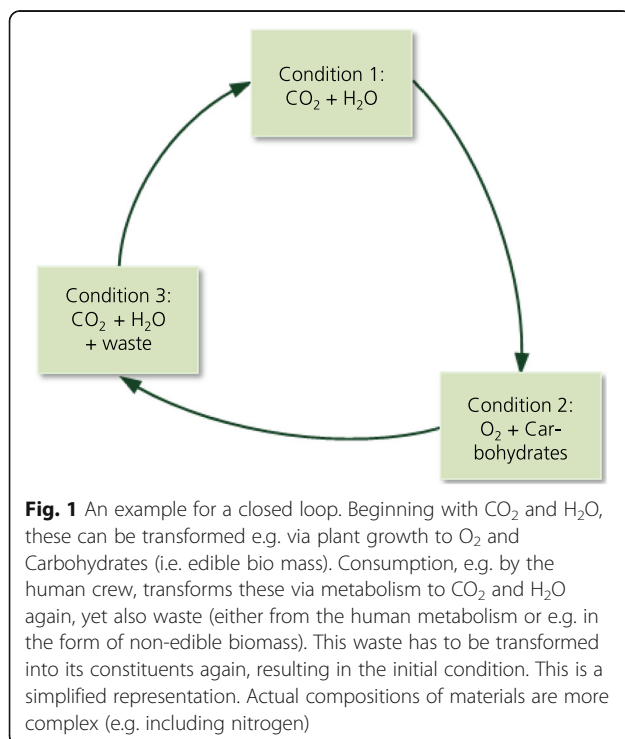 Condition 1:
CO₂ + H₂O
Condition 3:
CO₂ + H₂O
+ waste
Condition 2:
O₂ + Car-
bohydrates
Fig. 1 An example for a closed loop. Beginning with CO₂ and H₂O,
these can be transformed e.g. via plant growth to O₂ and
Carbohydrates (i.e. edible bio mass). Consumption, e.g. by the
human crew, transforms these via metabolism to CO₂ and H₂O
again, yet also waste (either from the human metabolism or e.g. in
the form of non-edible biomass). This waste has to be transformed
into its constituents again, resulting in the initial condition. This is a
simplified representation. Actual compositions of materials are more
complex (e.g. including nitrogen)